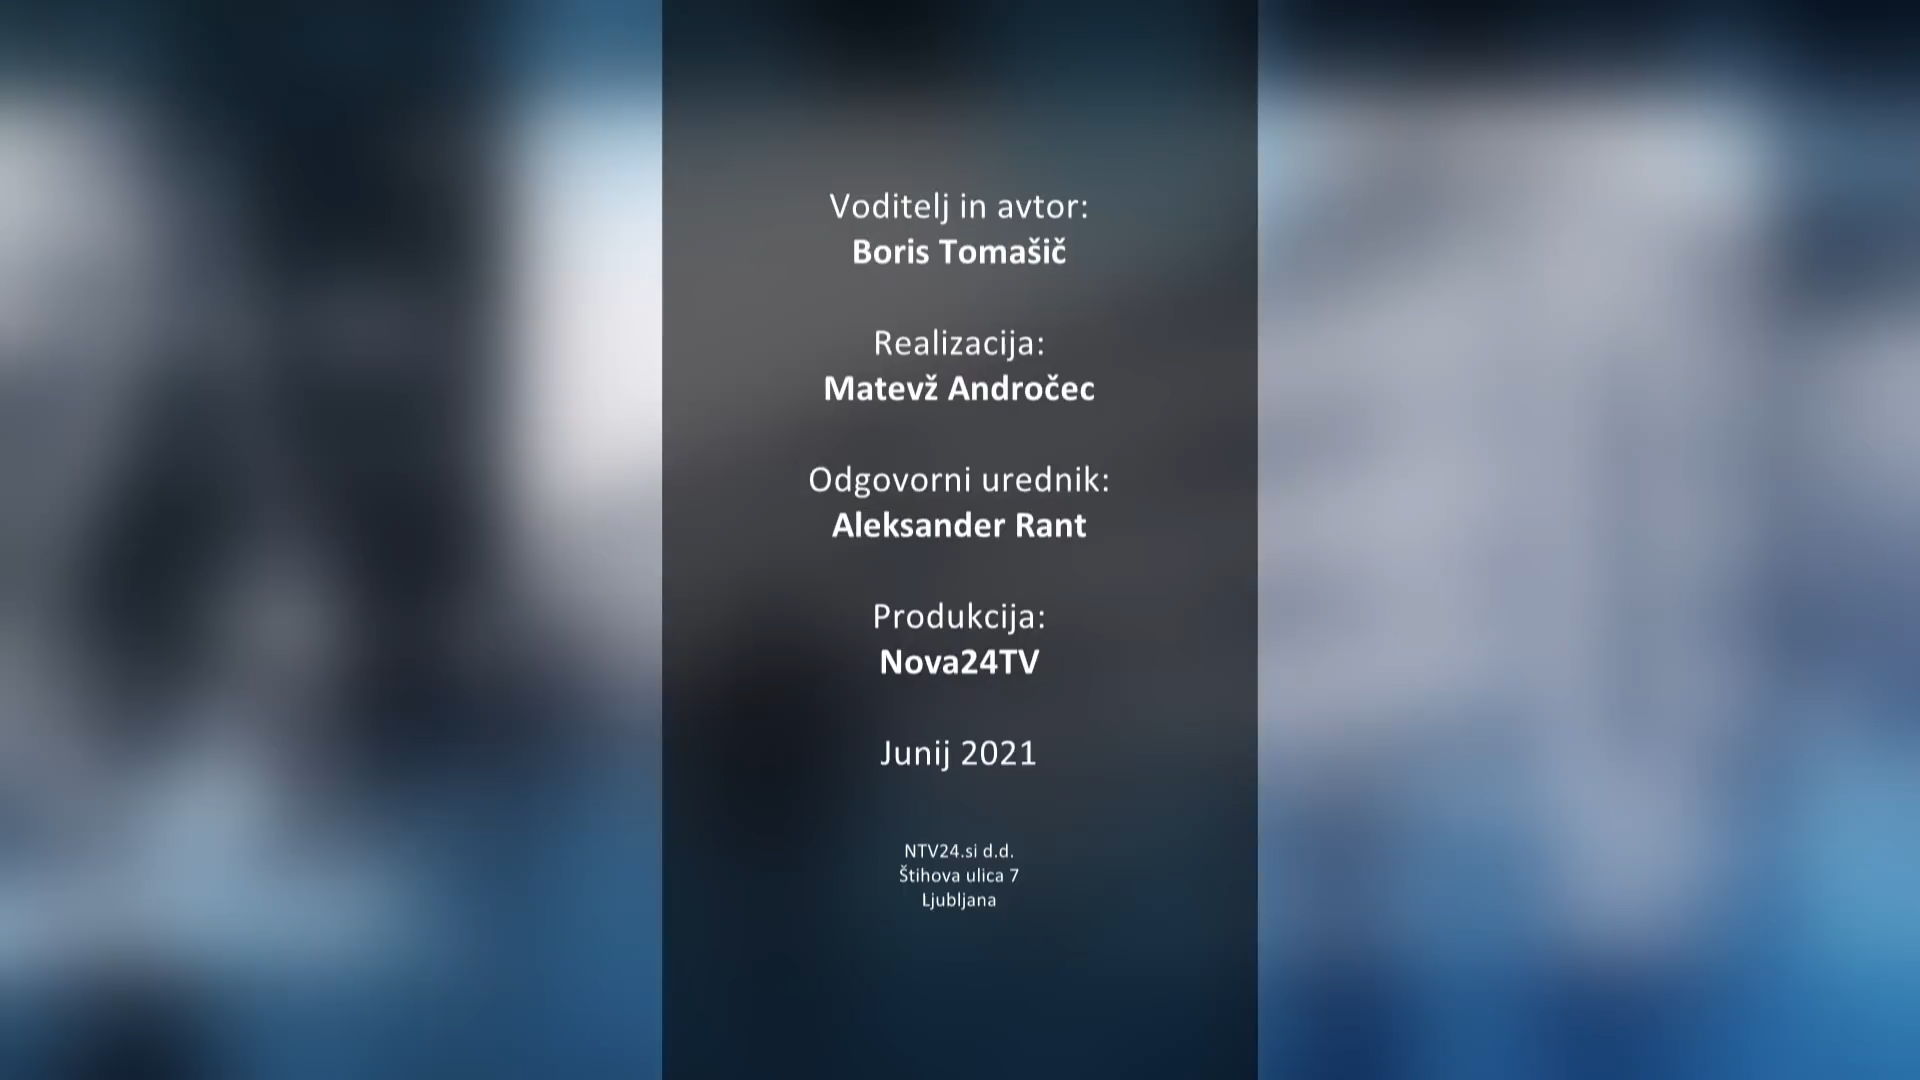 Voditelj in avtor:
Boris Tomašič
Realizacija:
Matevž Andročec
Odgovorni urednik:
Aleksander Rant
Produkcija:
Nova24TV
Junij 2021
NTV24.si d.d.
Štihova ulica 7
Ljubljana